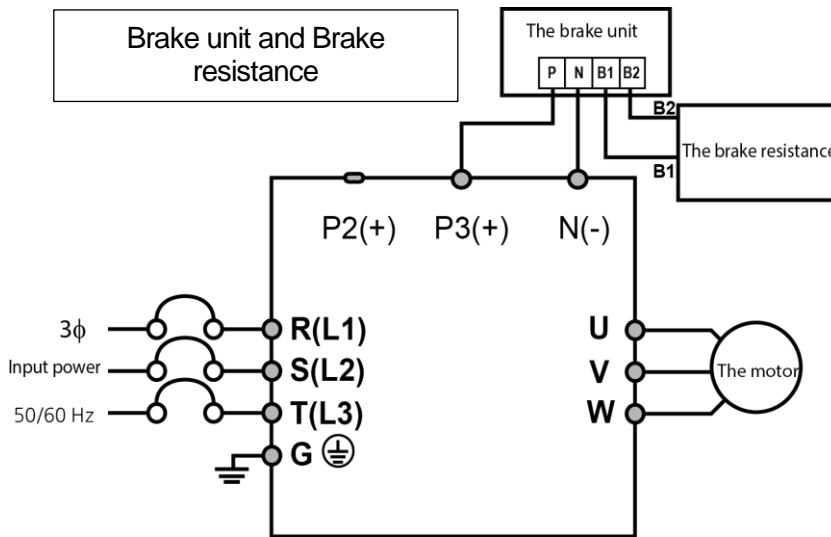 Brake unit and Brake
resistance
The brake unit
P N B1 B2
B2
The brake resistance
B1
P2(+) P3(+) N(-)
3ϕ
R(L1)
U
Input power
S(L2)
V
The motor
50/60 Hz
T(L3)
W
G